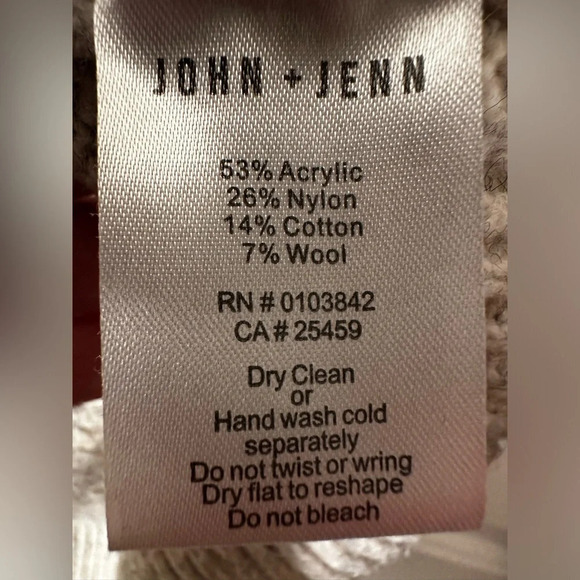 JOHN + JENN
53% Acrylic
26% Nylon
14% Cotton
7% Wool
RN # 0103842
CA # 25459
Dry Clean
or
Hand wash cold
separately
Do not twist or wring
Dry flat to reshape
Do not bleach